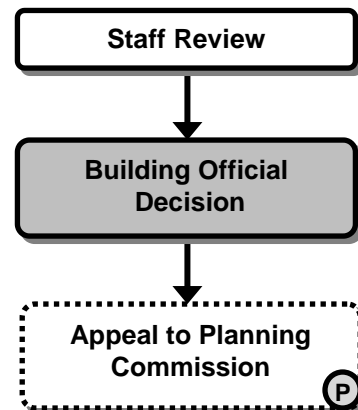 Staff Review
Building Official
Decision
Appeal to Planning
Commission
P